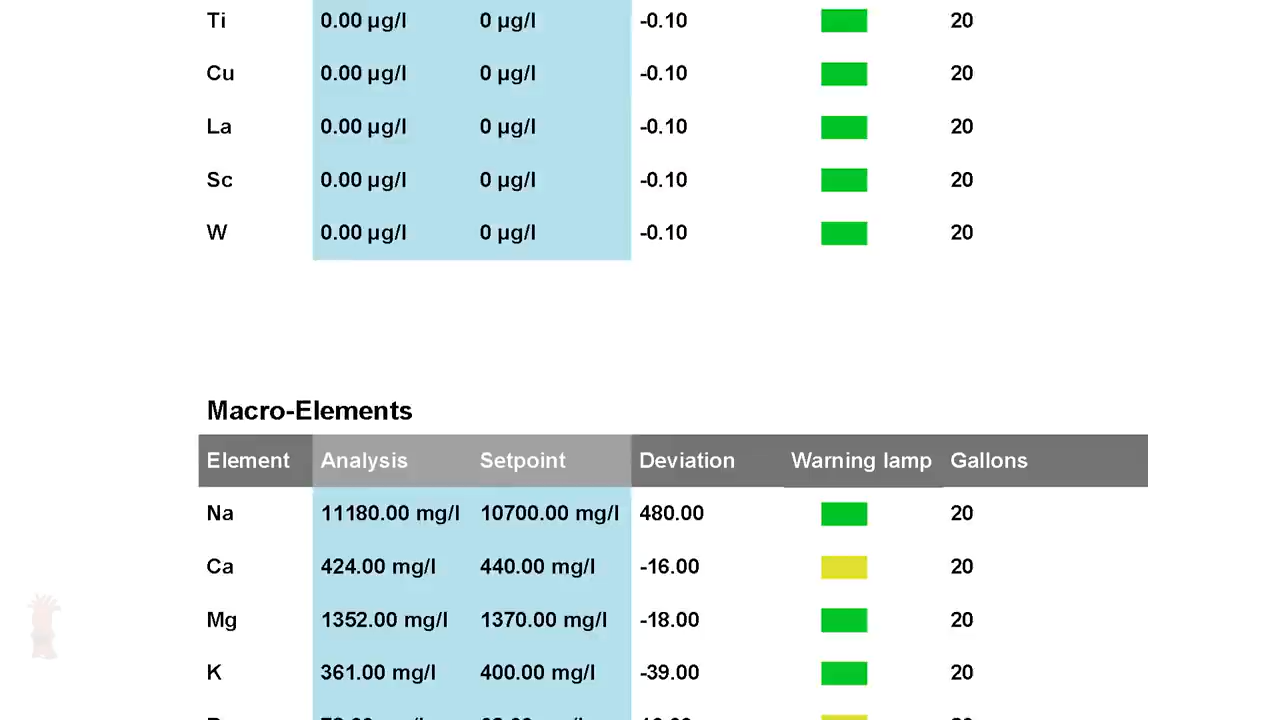 Ti 0.00 µg/l 0 µg/l -0.10 20
Cu 0.00 µg/l 0 µg/l -0.10 20
La 0.00 µg/l 0 µg/l -0.10 20
Sc 0.00 µg/l 0 µg/l -0.10 20
W 0.00 µg/l 0 µg/l -0.10 20
Macro-Elements
Element Analysis Setpoint Deviation Warning lamp Gallons
Na 11180.00 mg/l 10700.00 mg/l 480.00 20
Ca 424.00 mg/l 440.00 mg/l -16.00 20
Mg 1352.00 mg/l 1370.00 mg/l -18.00 20
K 361.00 mg/l 400.00 mg/l -39.00 20